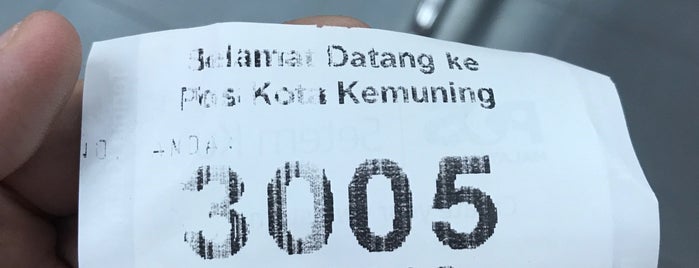 Selamat Datang ke
Pos Kota Kemuning
3005